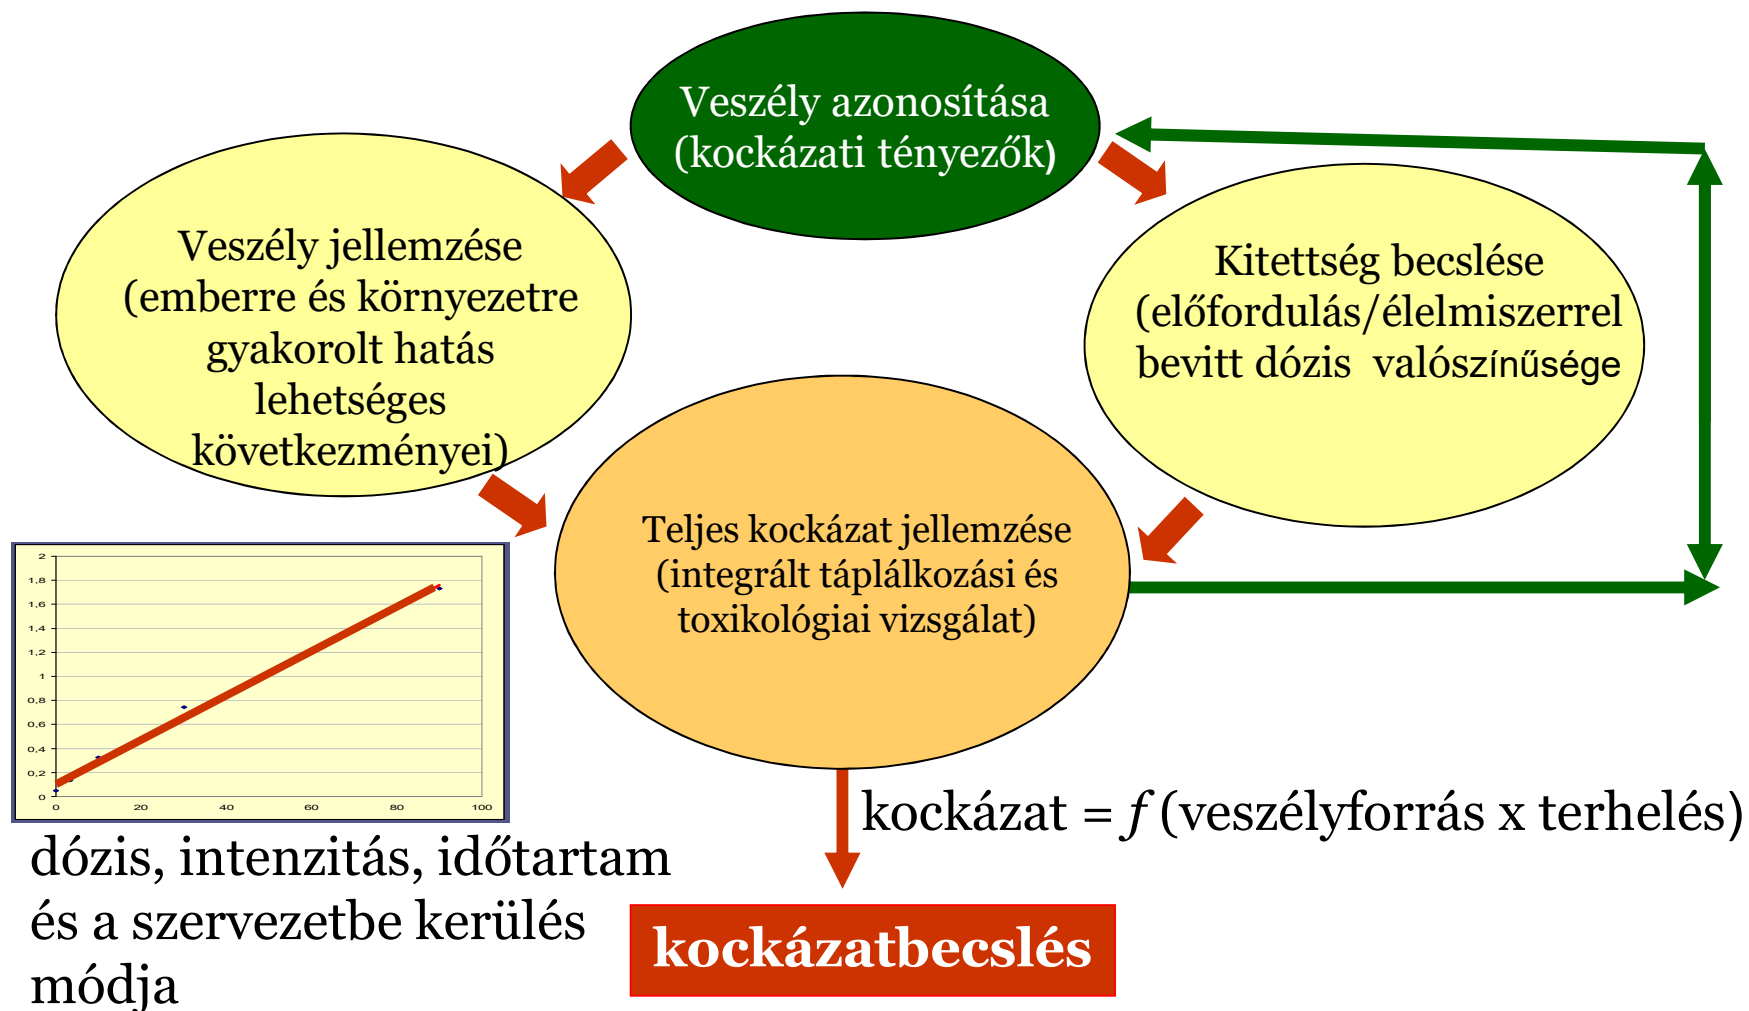 Veszély azonosítása
(kockázati tényezők)
Veszély jellemzése
(emberre és környezetre
gyakorolt hatás
lehetséges
következményei)
Kitettség becslése
(előfordulás/élelmiszerrel
bevitt dózis valószínűsége
Teljes kockázat jellemzése
(integrált táplálkozási és
toxikológiai vizsgálat)
2
1,8
1,6
1,4
1,2
1
0,8
0,6
0,4
0,2
0
0 20 40 60 80 100
kockázat = f (veszélyforrás x terhelés)
dózis, intenzitás, időtartam
és a szervezetbe kerülés
módja
kockázatbecslés